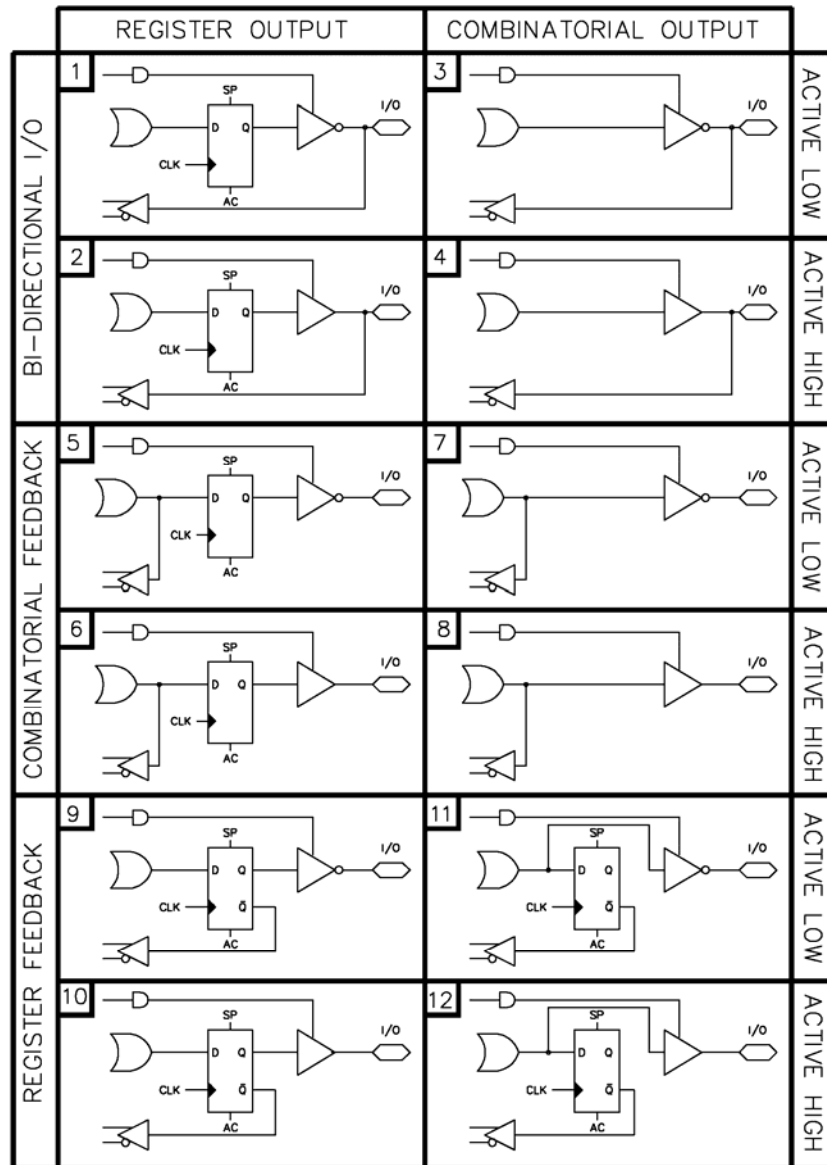 REGISTER OUTPUT
COMBINATORIAL OUTPUT
BI-DIRECTIONAL I/O
COMBINATORIAL FEEDBACK
REGISTER FEEDBACK
ACTIVE LOW
ACTIVE HIGH
ACTIVE LOW
ACTIVE HIGH
ACTIVE LOW
ACTIVE HIGH
1
SP
I/O
D Q
CLK
AC
3
I/O
2
SP
I/O
D Q
CLK
AC
4
I/O
5
SP
I/O
D Q
CLK
AC
7
I/O
6
SP
I/O
D Q
CLK
AC
8
I/O
9
SP
I/O
D Q
CLK Q̅
AC
11
SP
I/O
D Q
CLK Q̅
AC
10
SP
I/O
D Q
CLK Q̅
AC
12
SP
I/O
D Q
CLK Q̅
AC